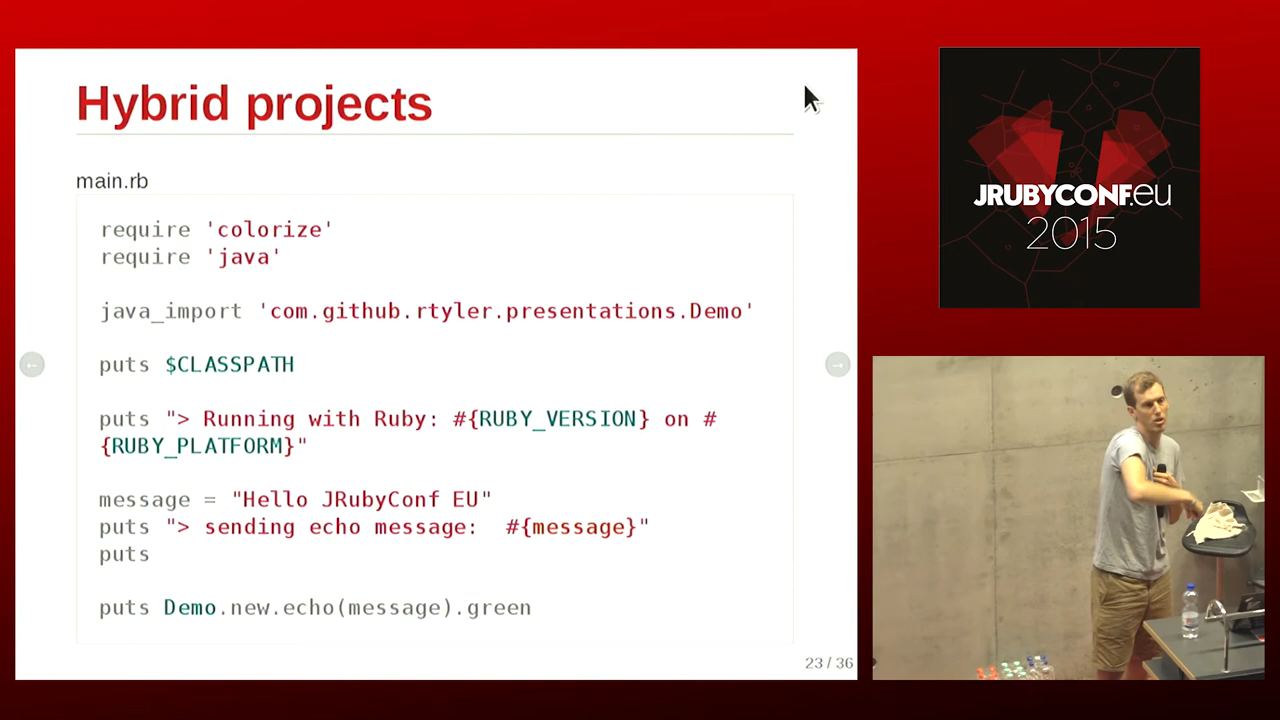 Hybrid projects
main.rb
require 'colorize'
require 'java'
java_import 'com.github.rtyler.presentations.Demo'
puts $CLASSPATH
puts "> Running with Ruby: #{RUBY_VERSION} on #
{RUBY_PLATFORM}"
message = "Hello JRubyConf EU"
puts "> sending echo message:  #{message}"
puts
puts Demo.new.echo(message).green
23 / 36
JRUBYCONF.eu
2015